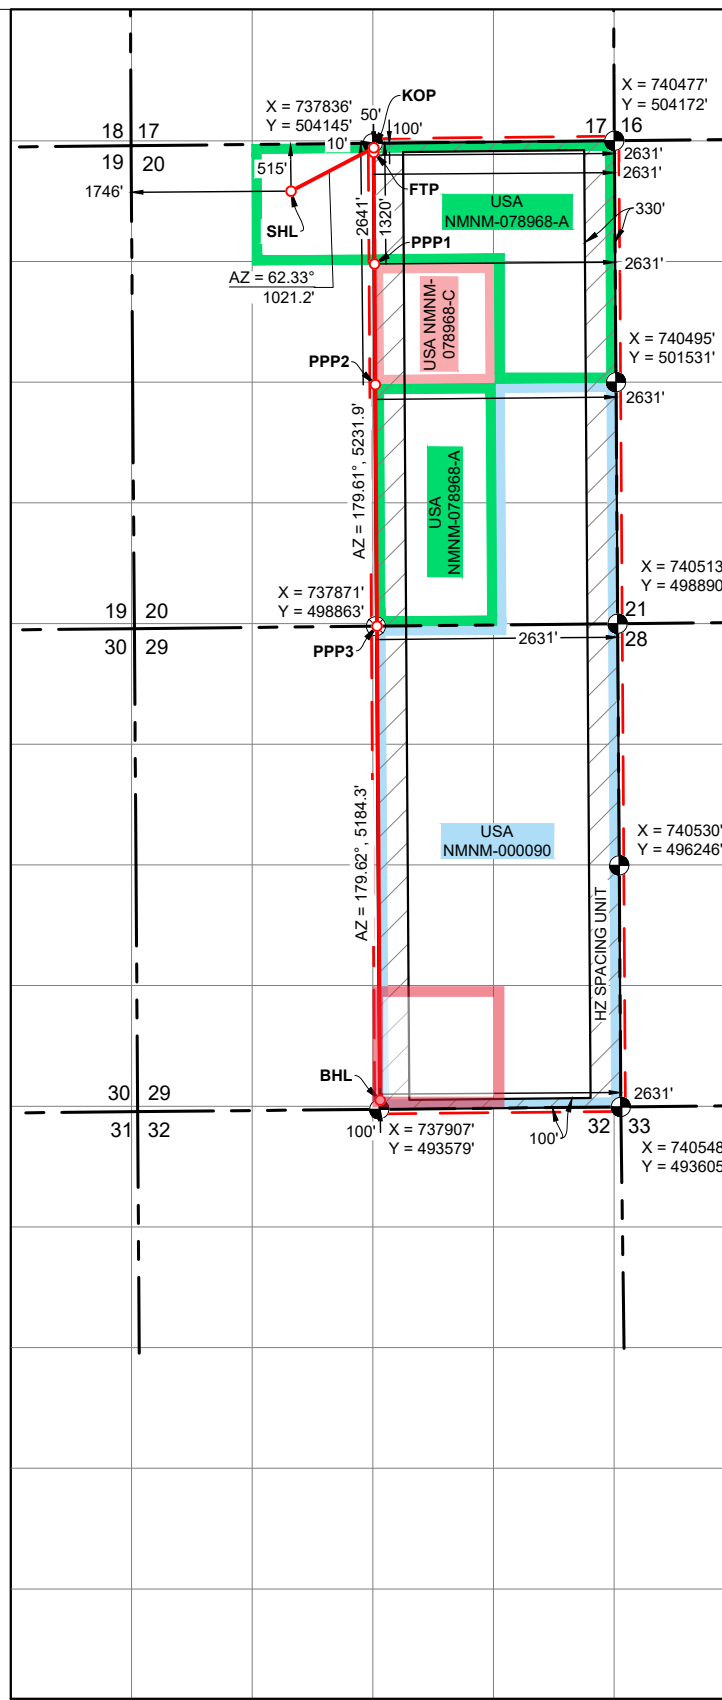 X = 740477'
Y = 504172'
KOP
X = 737836'
Y = 504145'
50'
100'
10'
18 17
17 16
19 20
515'
2631'
2631'
FTP
1746'
USA
NMNM-078968-A
330'
2641'
1320'
SHL
PPP1
2631'
AZ = 62.33°
1021.2'
USA NMNM-
078968-C
X = 740495'
Y = 501531'
PPP2
2631'
AZ = 179.61°, 5231.9'
USA
NMNM-078968-A
X = 740513'
Y = 498890'
X = 737871'
Y = 498863'
19 20
21
30 29
28
PPP3
2631'
AZ = 179.62°, 5184.3'
USA
NMNM-000090
X = 740530'
Y = 496246'
HZ SPACING UNIT
BHL
30 29
2631'
31 32
32 33
100'
X = 737907'
Y = 493579'
100'
X = 740548
Y = 493605